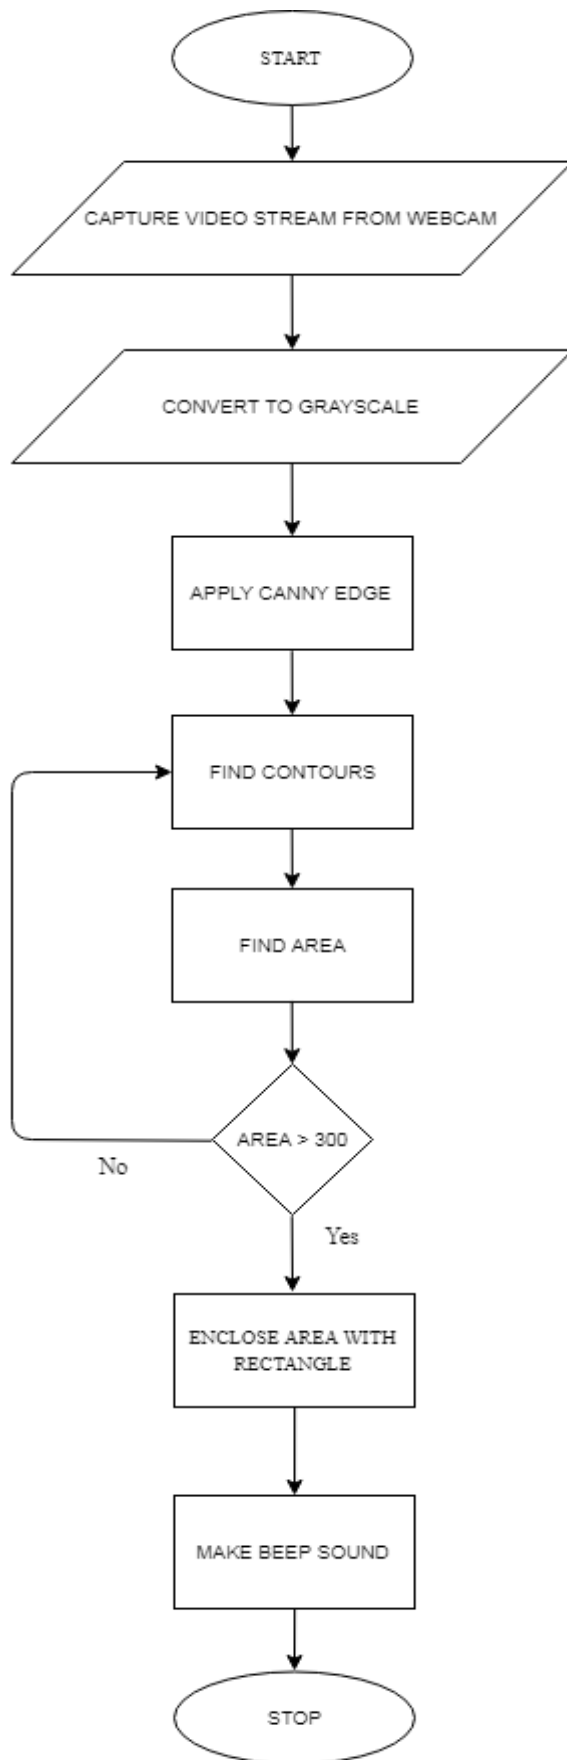 START
CAPTURE VIDEO STREAM FROM WEBCAM
CONVERT TO GRAYSCALE
APPLY CANNY EDGE
FIND CONTOURS
FIND AREA
AREA > 300
No
Yes
ENCLOSE AREA WITH
RECTANGLE
MAKE BEEP SOUND
STOP